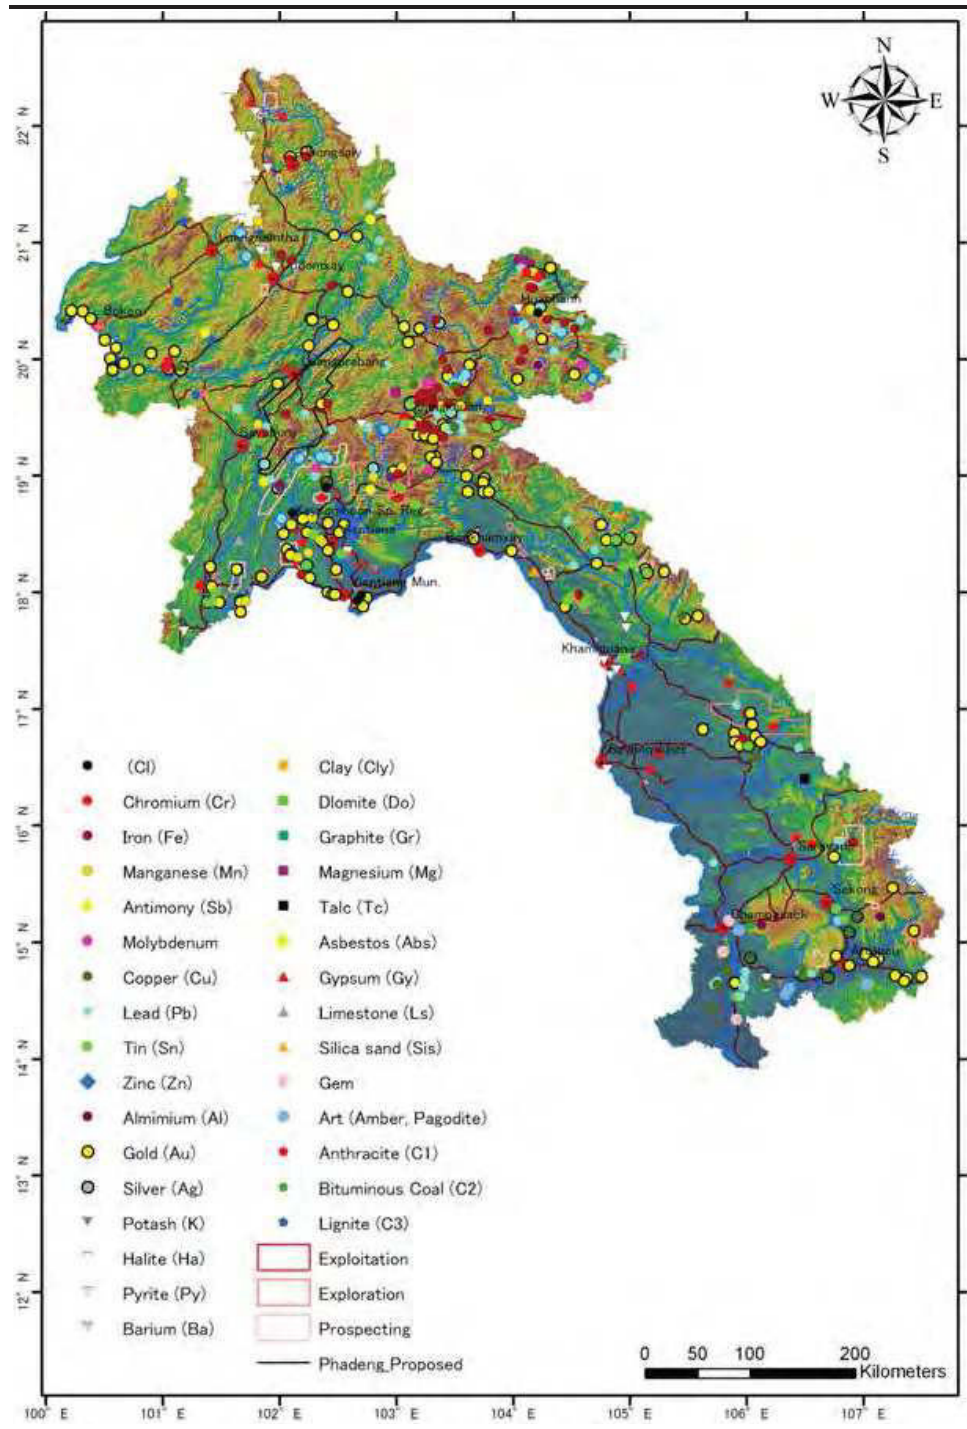 N
W E
S
22° N
21° N
20° N
19° N
18° N
17° N
16° N
15° N
14° N
13° N
12° N
Bokeo
Huaphanh
Vientiane Mun.
Khammuane
Saravane
Sekong
Champasack
Attapeu
(Cl)
Chromium (Cr)
Iron (Fe)
Manganese (Mn)
Antimony (Sb)
Molybdenum
Copper (Cu)
Lead (Pb)
Tin (Sn)
Zinc (Zn)
Almimium (Al)
Gold (Au)
Silver (Ag)
Potash (K)
Halite (Ha)
Pyrite (Py)
Barium (Ba)
Clay (Cly)
Dlomite (Do)
Graphite (Gr)
Magnesium (Mg)
Talc (Tc)
Asbestos (Abs)
Gypsum (Gy)
Limestone (Ls)
Silica sand (Sis)
Gem
Art (Amber, Pagodite)
Anthracite (C1)
Bituminous Coal (C2)
Lignite (C3)
Exploitation
Exploration
Prospecting
Phadeng_Proposed
0 50 100 200
Kilometers
100° E 101° E 102° E 103° E 104° E 105° E 106° E 107° E